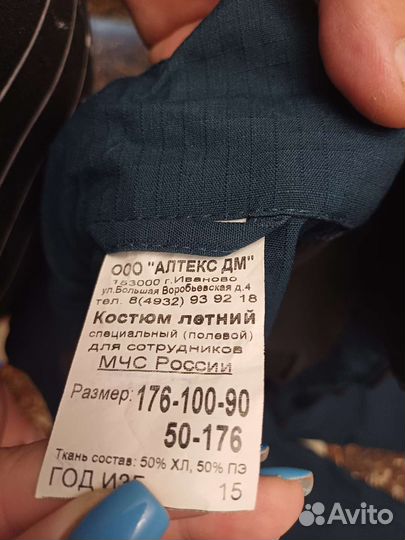 ООО "АЛТЕКС ДМ"
153000 г.Иваново
ул.Большая Воробьевская д.4
тел. 8(4932) 93 92 18
Костюм летний
специальный (полевой)
для сотрудников
МЧС России
Размер: 176-100-90
50-176
Ткань состав: 50% ХЛ, 50% ПЭ
ГОД 15
Avito